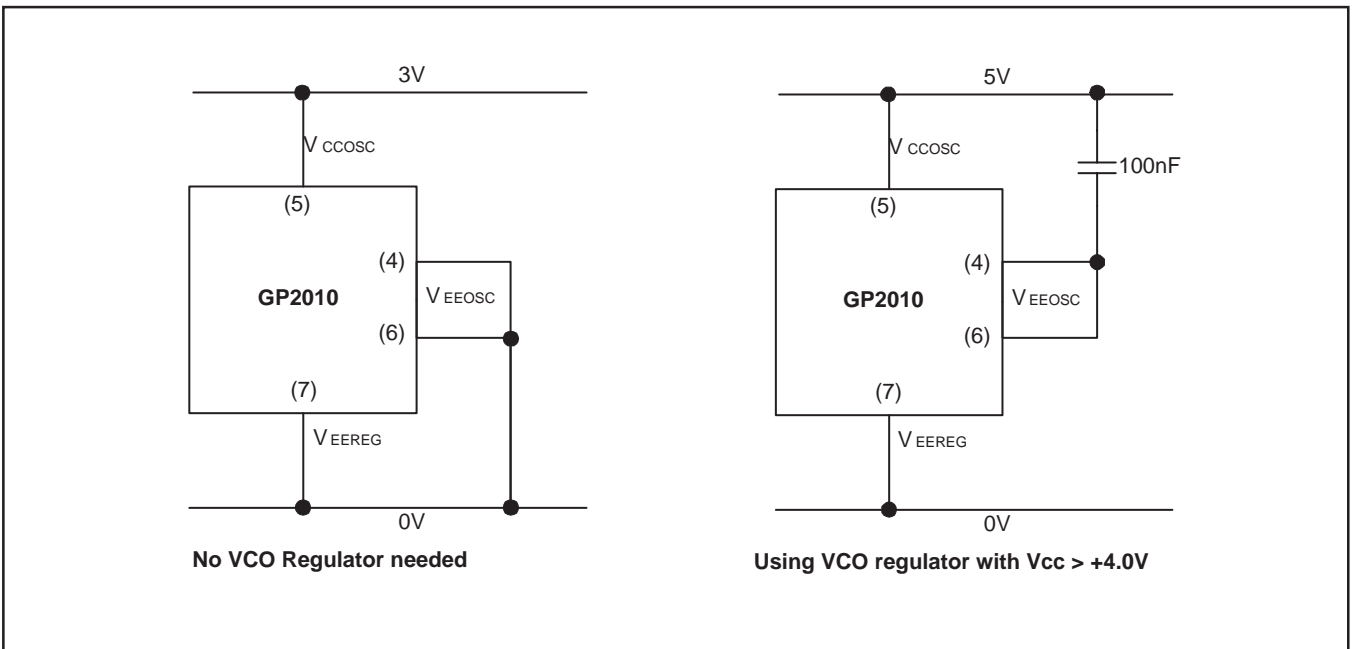 3V
V CCOSC
(5)
(4)
GP2010
V EEOSC
(6)
(7)
V EEREG
0V
No VCO Regulator needed
5V
V CCOSC
100nF
(5)
(4)
GP2010
V EEOSC
(6)
(7)
V EEREG
0V
Using VCO regulator with Vcc > +4.0V